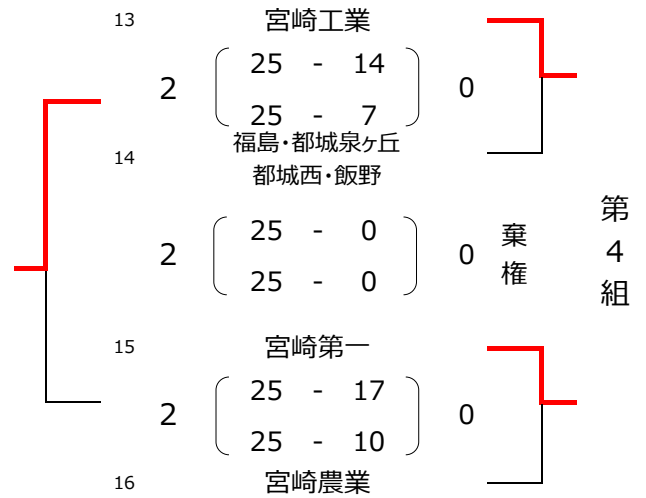 13 宮崎工業
2 25 - 14 0
25 - 7
14 福島・都城泉ヶ丘
都城西・飯野
2 25 - 0 0 棄権
25 - 0
第4組
15 宮崎第一
2 25 - 17 0
25 - 10
16 宮崎農業